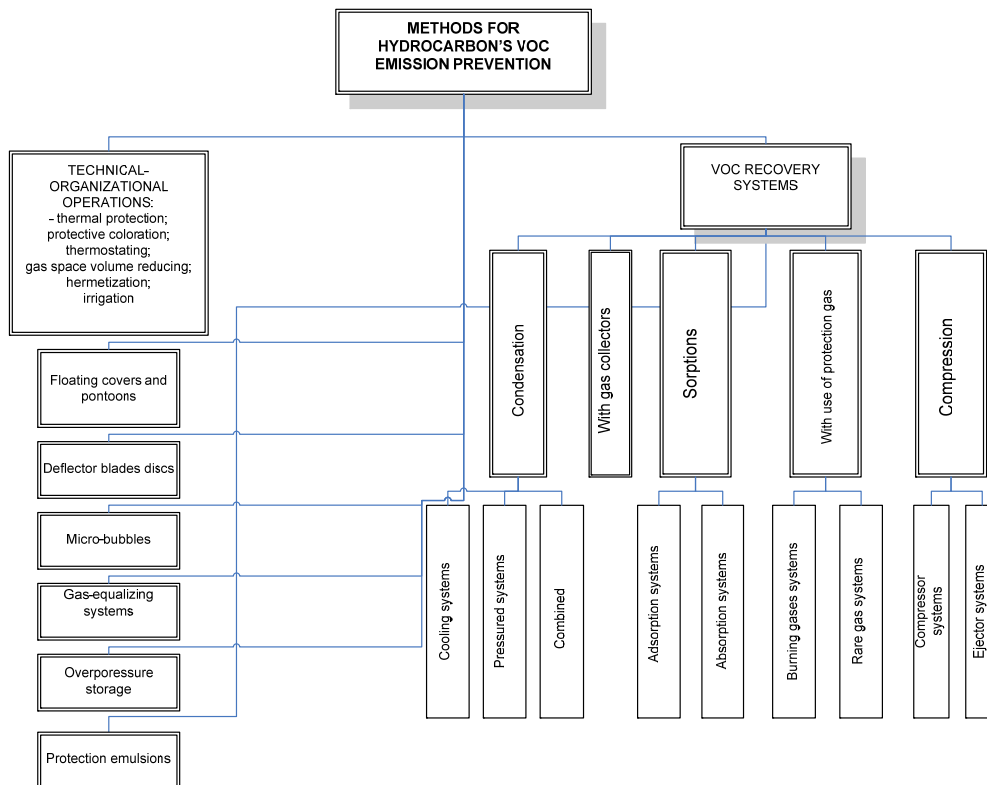 METHODS FOR
HYDROCARBON'S VOC
EMISSION PREVENTION
TECHNICAL-
ORGANIZATIONAL
OPERATIONS:
- thermal protection;
protective coloration;
thermostating;
gas space volume reducing;
hermetization;
irrigation
VOC RECOVERY
SYSTEMS
Floating covers and
pontoons
Deflector blades discs
Micro-bubbles
Gas-equalizing
systems
Overporessure
storage
Protection emulsions
Condensation
With gas collectors
Sorptions
With use of protection gas
Compression
Cooling systems
Pressured systems
Combined
Adsorption systems
Absorption systems
Burning gases systems
Rare gas systems
Compressor
systems
Ejector systems